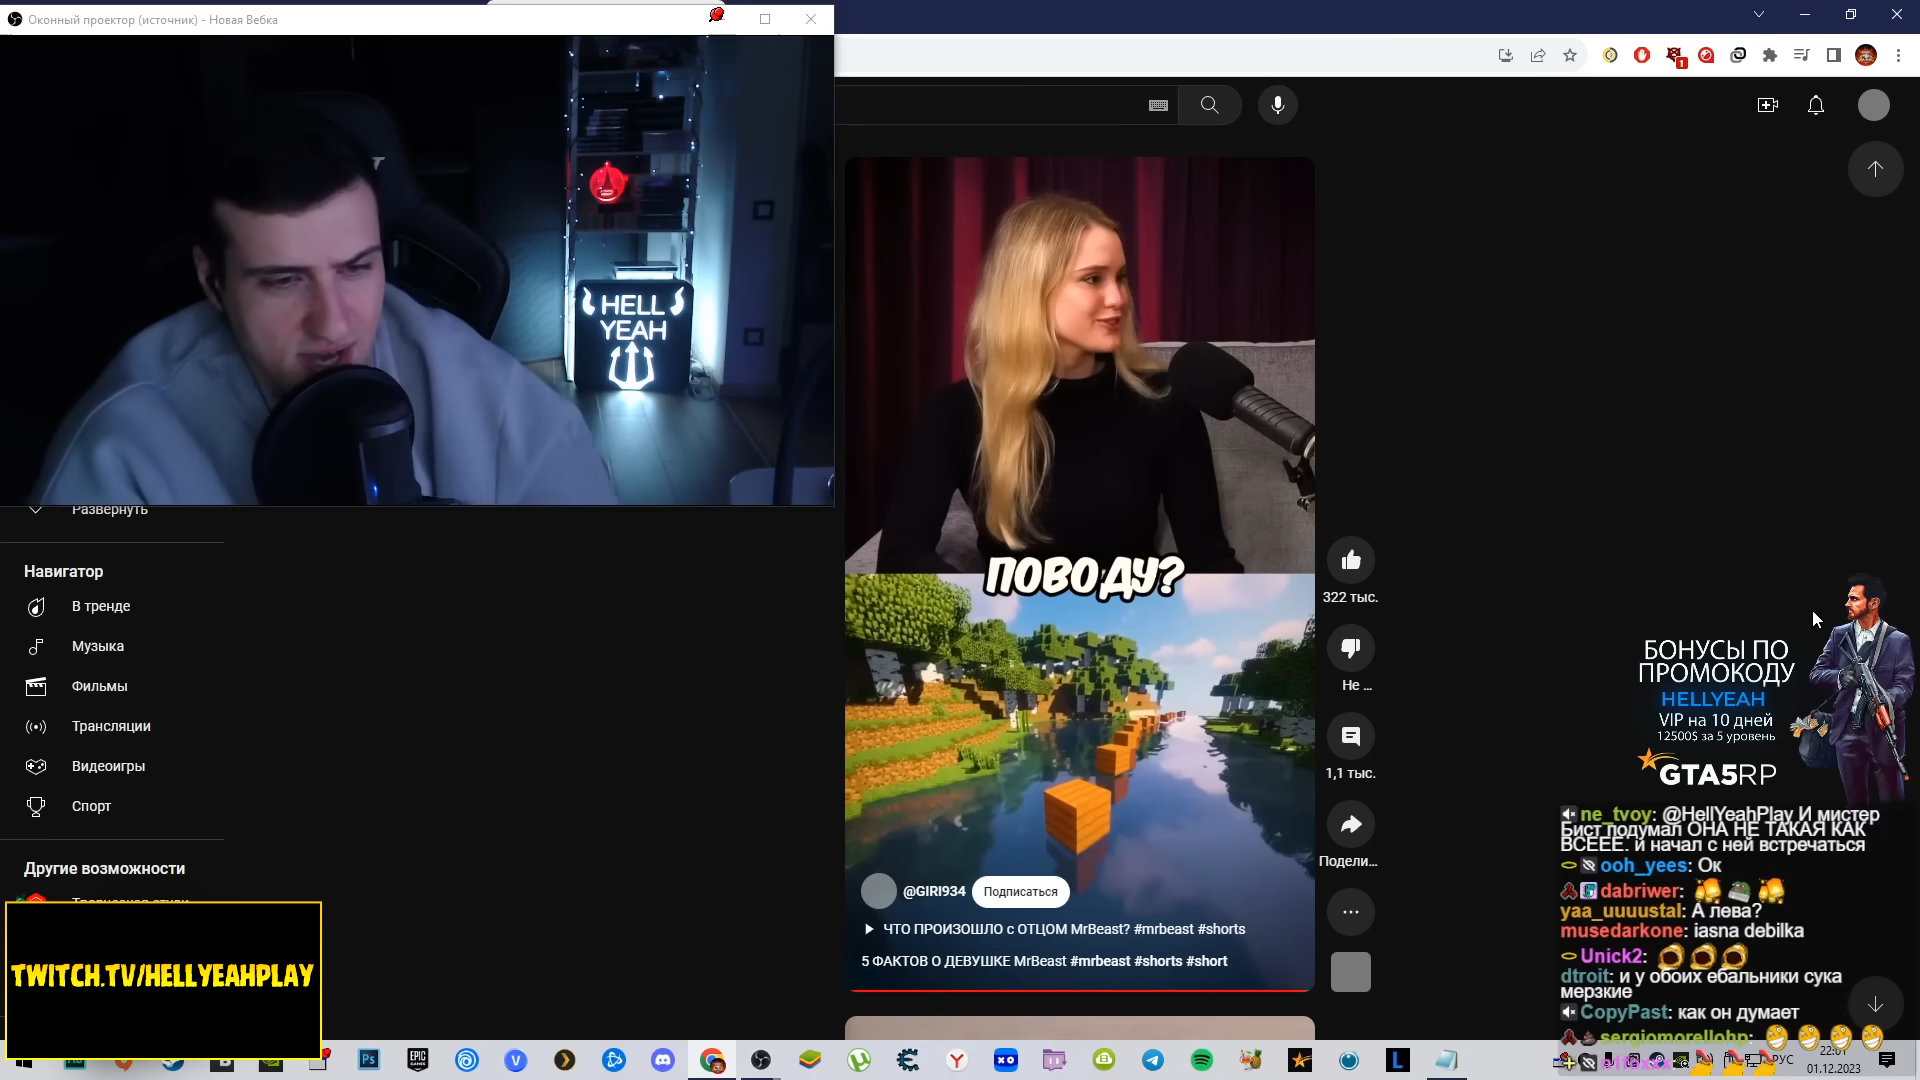 Оконный проектор (источник) - Новая Вебка
1
HELL
YEAH
Развернуть
Навигатор
В тренде
Музыка
Фильмы
Трансляции
Видеоигры
Спорт
Другие возможности
TWITCH.TV/HELLYEAHPLAY
ПОВОДУ?
@GIRI934
Подписаться
ЧТО ПРОИЗОШЛО с ОТЦОМ MrBeast? #mrbeast #shorts
5 ФАКТОВ О ДЕВУШКЕ MrBeast #mrbeast #shorts #short
322 тыс.
Не ...
1,1 тыс.
Подели...
БОНУСЫ ПО
ПРОМОКОДУ
HELLYEAH
VIP на 10 дней
12500$ за 5 уровень
GTA5RP
ne_tvoy: @HellYeahPlay И мистер
Бист подумал ОНА НЕ ТАКАЯ КАК
ВСЕЕЕ. и начал с ней встречаться
ooh_yees: Ок
dabriwer:
yaa_uuuustal: А лева?
musedarkone: iasna debilka
Unick2:
dtroit: и у обоих ебальники сука
мерзкие
CopyPast: как он думает
sergiomorellohp:
РУС
22:01
01.12.2023